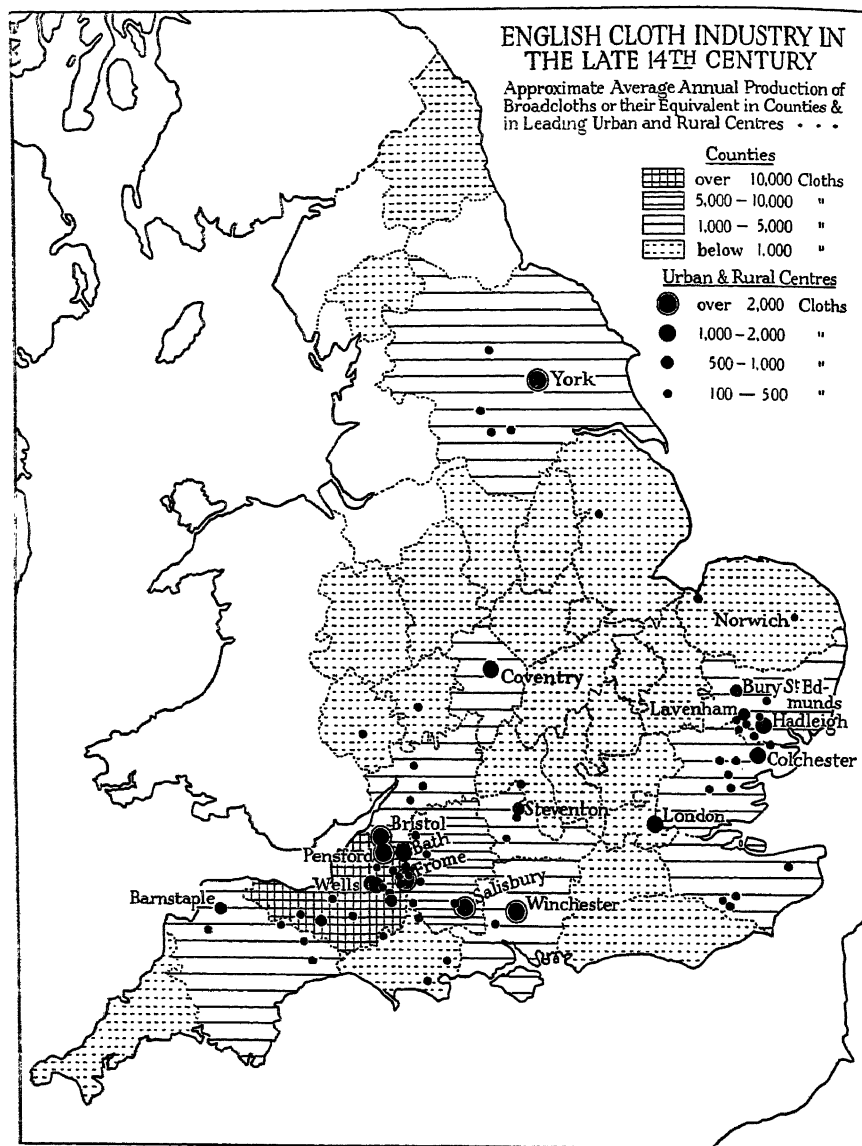 ENGLISH CLOTH INDUSTRY IN
THE LATE 14TH CENTURY
Approximate Average Annual Production of
Broadcloths or their Equivalent in Counties &
in Leading Urban and Rural Centres . . .
Counties
over 10,000 Cloths
5,000 – 10,000 "
1,000 – 5,000 "
below 1,000 "
Urban & Rural Centres
over 2,000 Cloths
1,000 – 2,000 "
500 – 1,000 "
100 — 500 "
York
Norwich
Coventry
Bury St Ed-
munds
Lavenham
Hadleigh
Colchester
Steventon
London
Bristol
Bath
Pensford
Frome
Wells
Salisbury
Barnstaple
Winchester